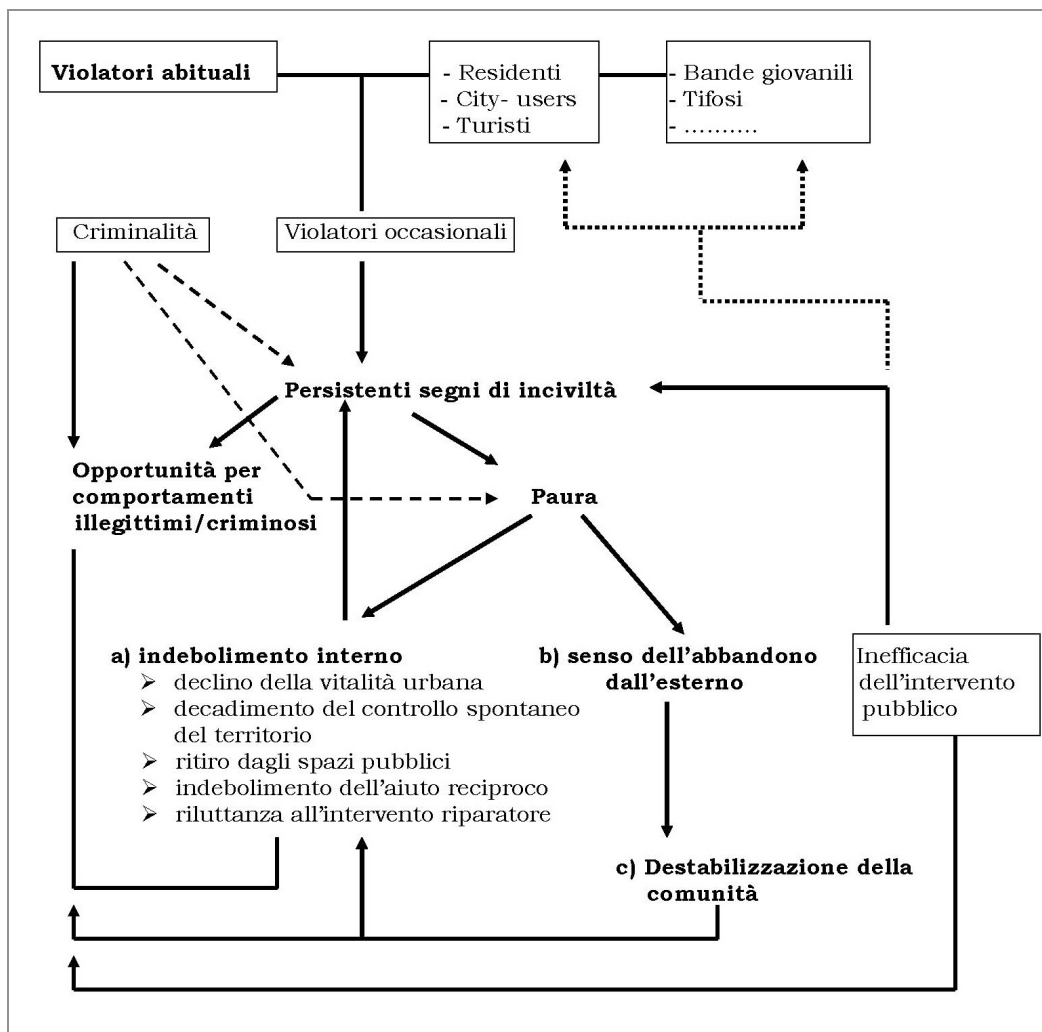 Violatori abituali
- Residenti
- City- users
- Turisti
- Bande giovanili
- Tifosi
- ..........
Criminalità
Violatori occasionali
Persistenti segni di inciviltà
Opportunità per
comportamenti
illegittimi/criminosi
Paura
a) indebolimento interno
➢ declino della vitalità urbana
➢ decadimento del controllo spontaneo
del territorio
➢ ritiro dagli spazi pubblici
➢ indebolimento dell'aiuto reciproco
➢ riluttanza all'intervento riparatore
b) senso dell'abbandono
dall'esterno
Inefficacia
dell'intervento
pubblico
c) Destabilizzazione della
comunità